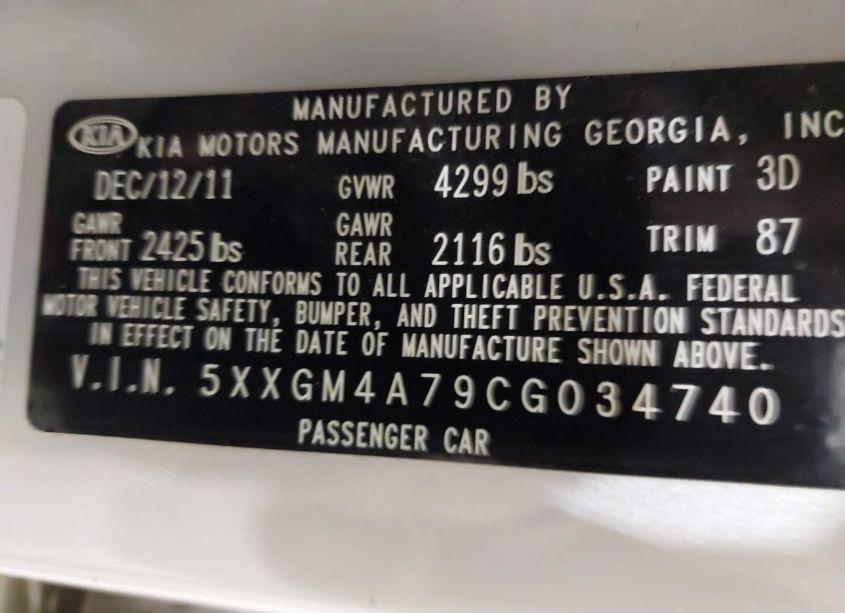 MANUFACTURED BY
KIA KIA MOTORS MANUFACTURING GEORGIA, INC
DEC/12/11 GVWR 4299 lbs PAINT 3D
GAWR FRONT 2425 lbs GAWR REAR 2116 lbs TRIM 87
THIS VEHICLE CONFORMS TO ALL APPLICABLE U.S.A. FEDERAL
MOTOR VEHICLE SAFETY, BUMPER, AND THEFT PREVENTION STANDARDS
IN EFFECT ON THE DATE OF MANUFACTURE SHOWN ABOVE.
V.I.N. 5XXGM4A79CG034740
PASSENGER CAR